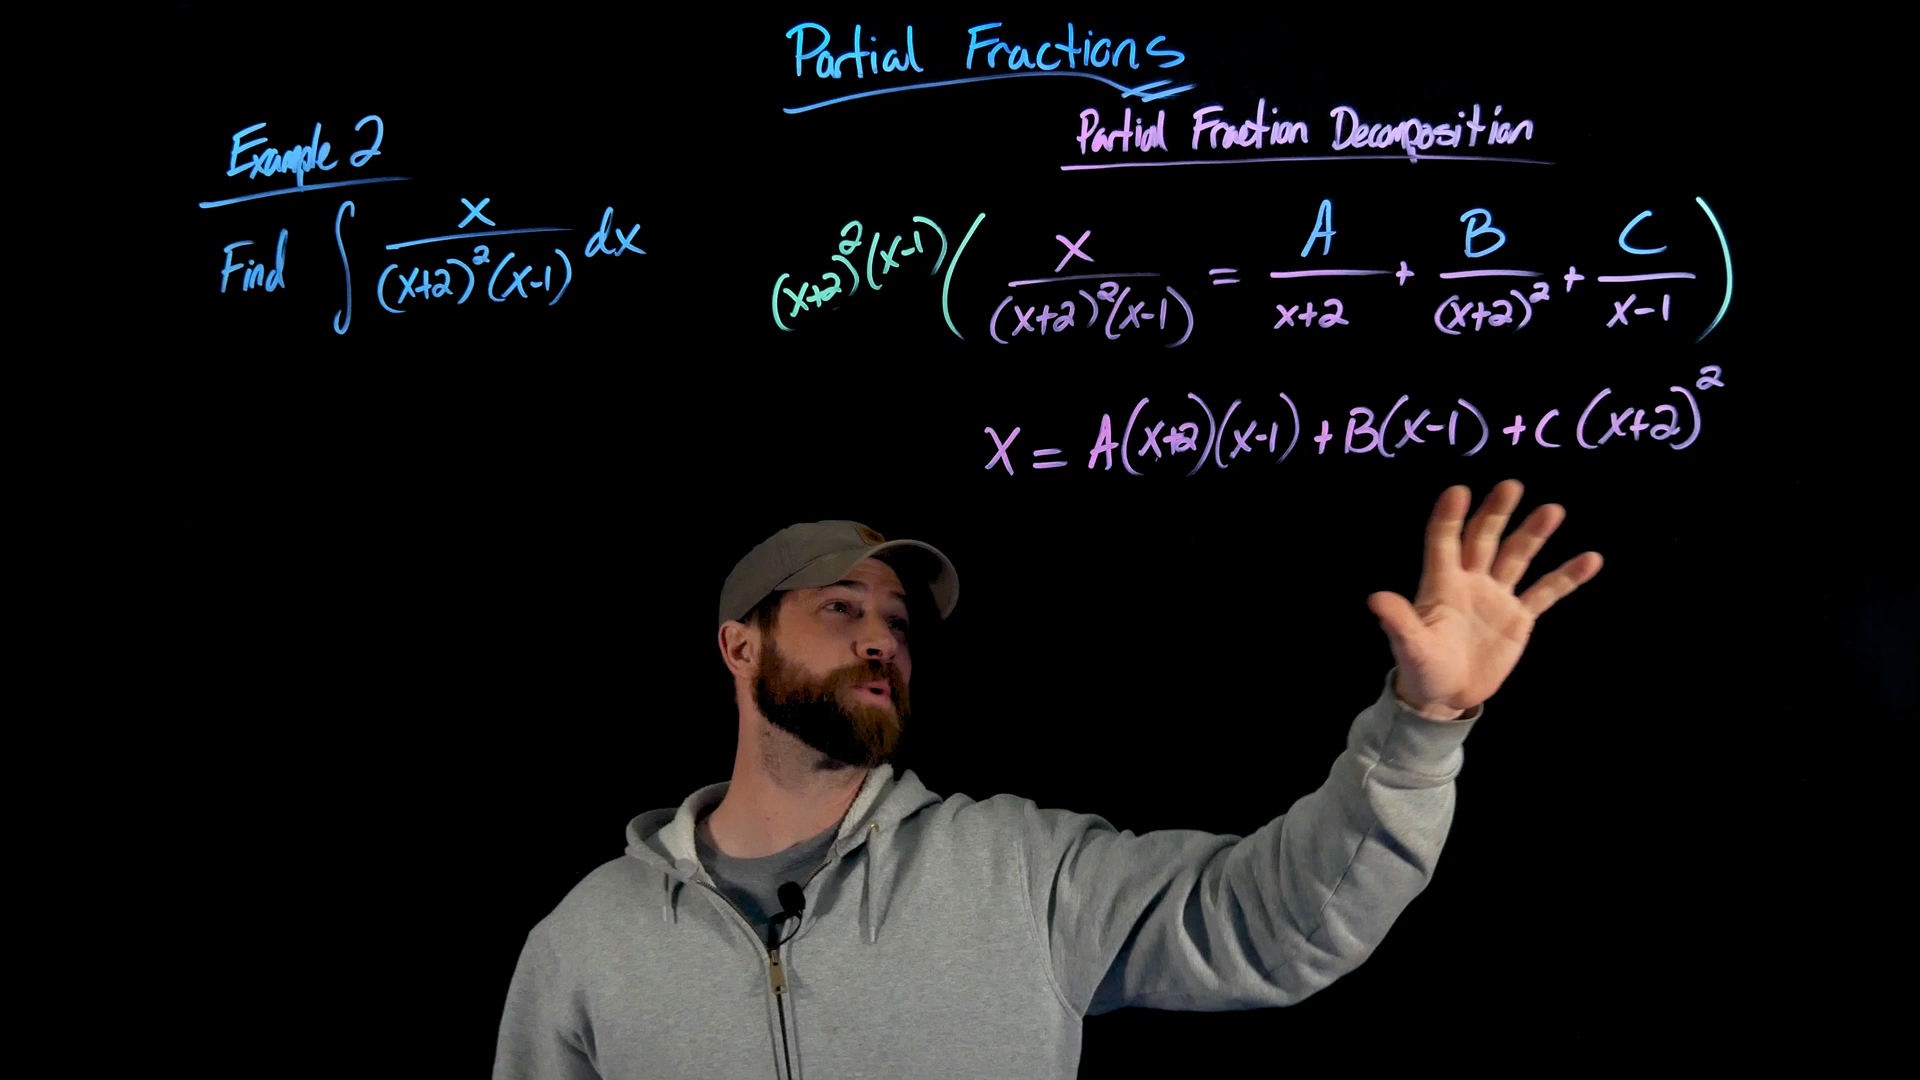 Partial Fractions
Example 2
Find ∫ x/((x+2)²(x-1)) dx
Partial Fraction Decomposition
(x+2)²(x-1) ( x/((x+2)²(x-1)) = A/(x+2) + B/(x+2)² + C/(x-1) )
x = A(x+2)(x-1) + B(x-1) + C(x+2)²